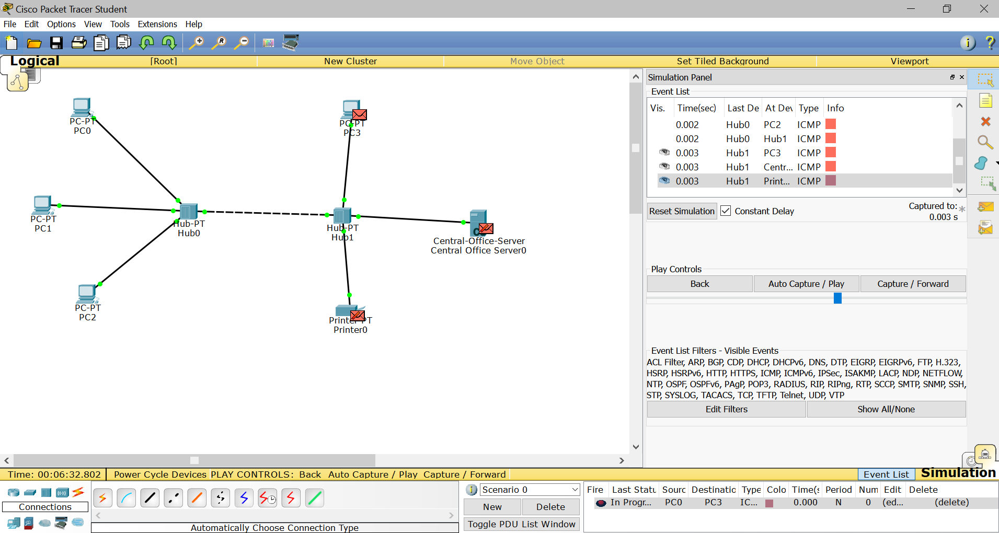 Cisco Packet Tracer Student
File Edit Options View Tools Extensions Help
Logical [Root] New Cluster Move Object Set Tiled Background Viewport
Simulation Panel
Event List
Vis. Time(sec) Last De At Dev Type Info
0.002 Hub0 PC2 ICMP
0.002 Hub0 Hub1 ICMP
0.003 Hub1 PC3 ICMP
0.003 Hub1 Centr... ICMP
0.003 Hub1 Print... ICMP
Reset Simulation Constant Delay Captured to: *
0.003 s
Play Controls
Back Auto Capture / Play Capture / Forward
Event List Filters - Visible Events
ACL Filter, ARP, BGP, CDP, DHCP, DHCPv6, DNS, DTP, EIGRP, EIGRPv6, FTP, H.323,
HSRP, HSRPv6, HTTP, HTTPS, ICMP, ICMPv6, IPSec, ISAKMP, LACP, NDP, NETFLOW,
NTP, OSPF, OSPFv6, PAgP, POP3, RADIUS, RIP, RIPng, RTP, SCCP, SMTP, SNMP, SSH,
STP, SYSLOG, TACACS, TCP, TFTP, Telnet, UDP, VTP
Edit Filters Show All/None
PC-PT
PC0
PC-PT
PC3
PC-PT
PC1
Hub-PT
Hub0
Hub-PT
Hub1
Central-Office-Server
Central Office Server0
PC-PT
PC2
Printer-PT
Printer0
Time: 00:06:32.802 Power Cycle Devices PLAY CONTROLS: Back Auto Capture / Play Capture / Forward Event List Simulation
Connections
Automatically Choose Connection Type
Scenario 0
New Delete
Toggle PDU List Window
Fire Last Statu Sourc Destinatio Type Colo Time(s Period Num Edit Delete
In Progr... PC0 PC3 IC... 0.000 N 0 (ed... (delete)